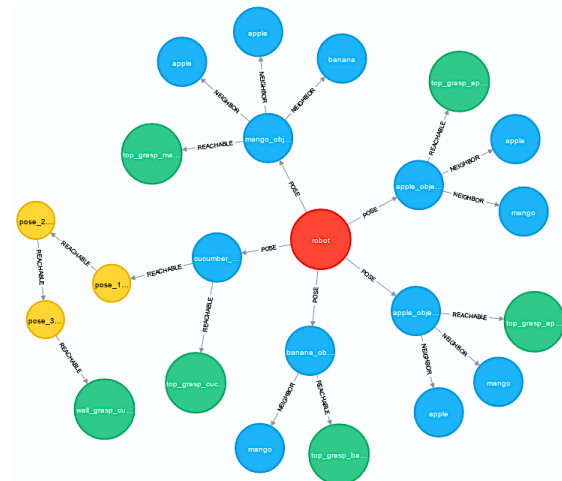 apple
apple
banana
NEIGHBOR
NEIGHBOR
NEIGHBOR
top_grasp_ma...
REACHABLE
mango_obj...
POSE
top_grasp_ap...
REACHABLE
apple
NEIGHBOR
apple_obje...
NEIGHBOR
mango
POSE
robot
pose_2...
REACHABLE
pose_1...
REACHABLE
cucumber_...
POSE
REACHABLE
pose_3...
REACHABLE
wall_grasp_cu...
REACHABLE
top_grasp_cuc...
POSE
banana_ob...
NEIGHBOR
REACHABLE
mango
top_grasp_ba...
POSE
apple_obje...
REACHABLE
top_grasp_ap...
NEIGHBOR
mango
NEIGHBOR
apple